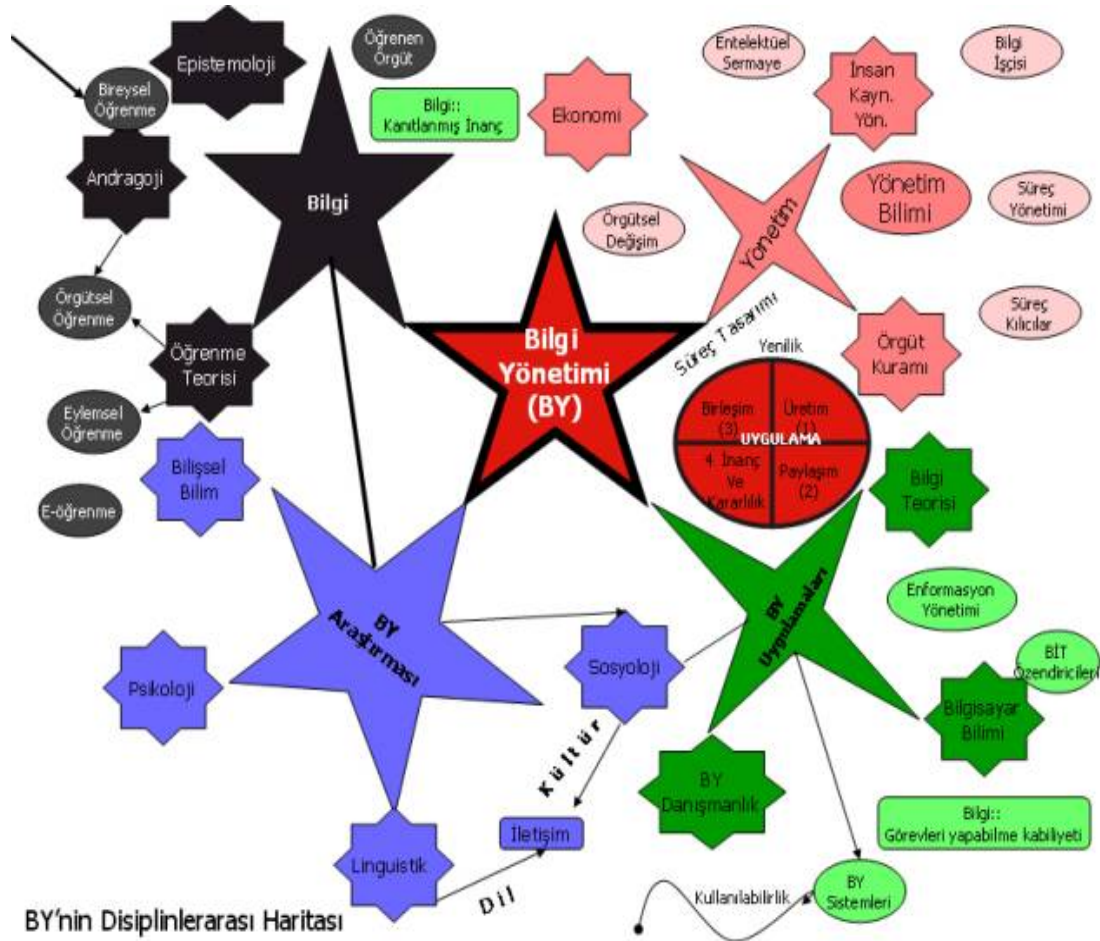 Epistemoloji
Öğrenen
Örgüt
Bireysel
Öğrenme
Bilgi::
Kanıtlanmış İnanç
Ekonomi
Entelektüel
Sermaye
İnsan
Kayn.
Yön.
Bilgi
İşçisi
Andragoji
Bilgi
Örgütsel
Değişim
Yönetim
Yönetim
Bilimi
Süreç
Yönetimi
Örgütsel
Öğrenme
Öğrenme
Teorisi
Bilgi
Yönetimi
(BY)
Süreç Tasarımı
Yenilik
Örgüt
Kuramı
Süreç
Kılıcılar
Eylemsel
Öğrenme
Birleşim
(3)
Üretim
(1)
UYGULAMA
4. İnanç
Ve
Kararlılık
Paylaşım
(2)
Bilişsel
Bilim
Bilgi
Teorisi
E-öğrenme
Enformasyon
Yönetimi
BY
Araştırması
BY
Uygulamaları
Psikoloji
Sosyoloji
BİT
Özendiricileri
Bilgisayar
Bilimi
Kültür
BY
Danışmanlık
Bilgi::
Görevleri yapabilme kabiliyeti
İletişim
Linguistik
Dil
Kullanılabilirlik
BY
Sistemleri
BY'nin Disiplinlerarası Haritası